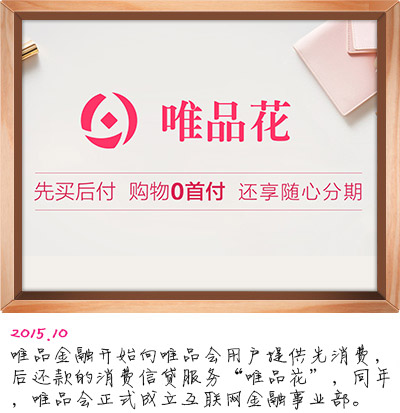 唯品花
先买后付 购物0首付 还享随心分期
2015.10
唯品金融开始向唯品会用户提供先消费，
后还款的消费信贷服务“唯品花”，同年
，唯品会正式成立互联网金融事业部。